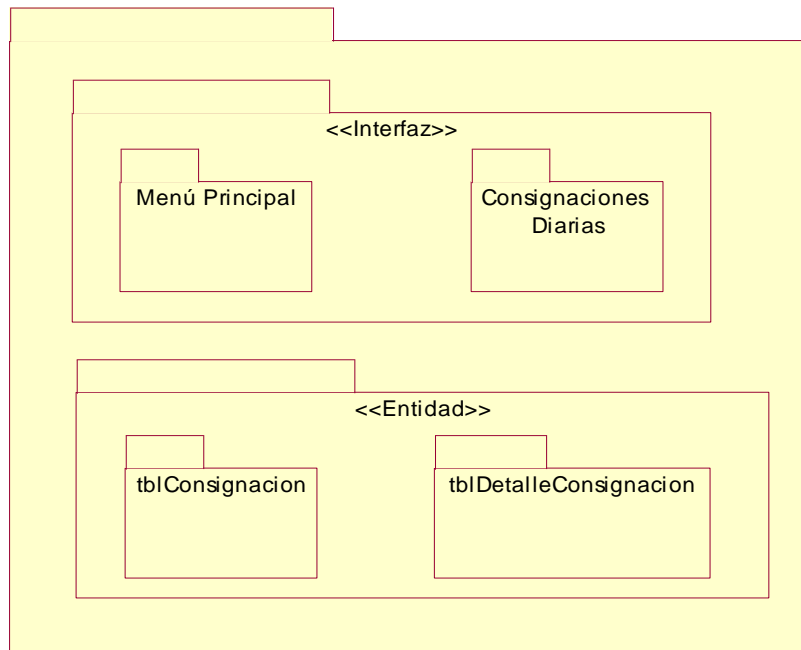 <<Interfaz>>
Menú Principal
Consignaciones
Diarias
<<Entidad>>
tblConsignacion
tblDetalleConsignacion